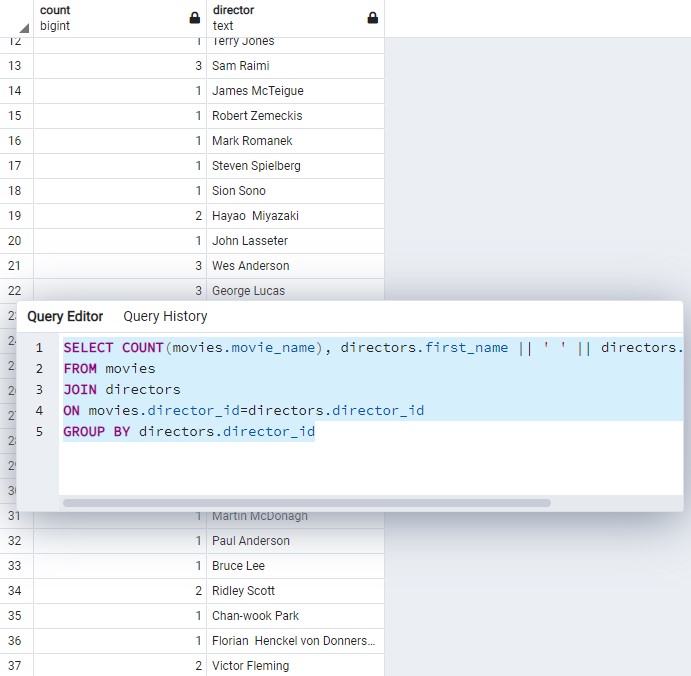 count director
bigint text
12 1 Terry Jones
13 3 Sam Raimi
14 1 James McTeigue
15 1 Robert Zemeckis
16 1 Mark Romanek
17 1 Steven Spielberg
18 1 Sion Sono
19 2 Hayao  Miyazaki
20 1 John Lasseter
21 3 Wes Anderson
22 3 George Lucas
Query Editor Query History
1 SELECT COUNT(movies.movie_name), directors.first_name || ' ' || directors.
2 FROM movies
3 JOIN directors
4 ON movies.director_id=directors.director_id
5 GROUP BY directors.director_id
31 1 Martin McDonagh
32 1 Paul Anderson
33 1 Bruce Lee
34 2 Ridley Scott
35 1 Chan-wook Park
36 1 Florian  Henckel von Donners...
37 2 Victor Fleming